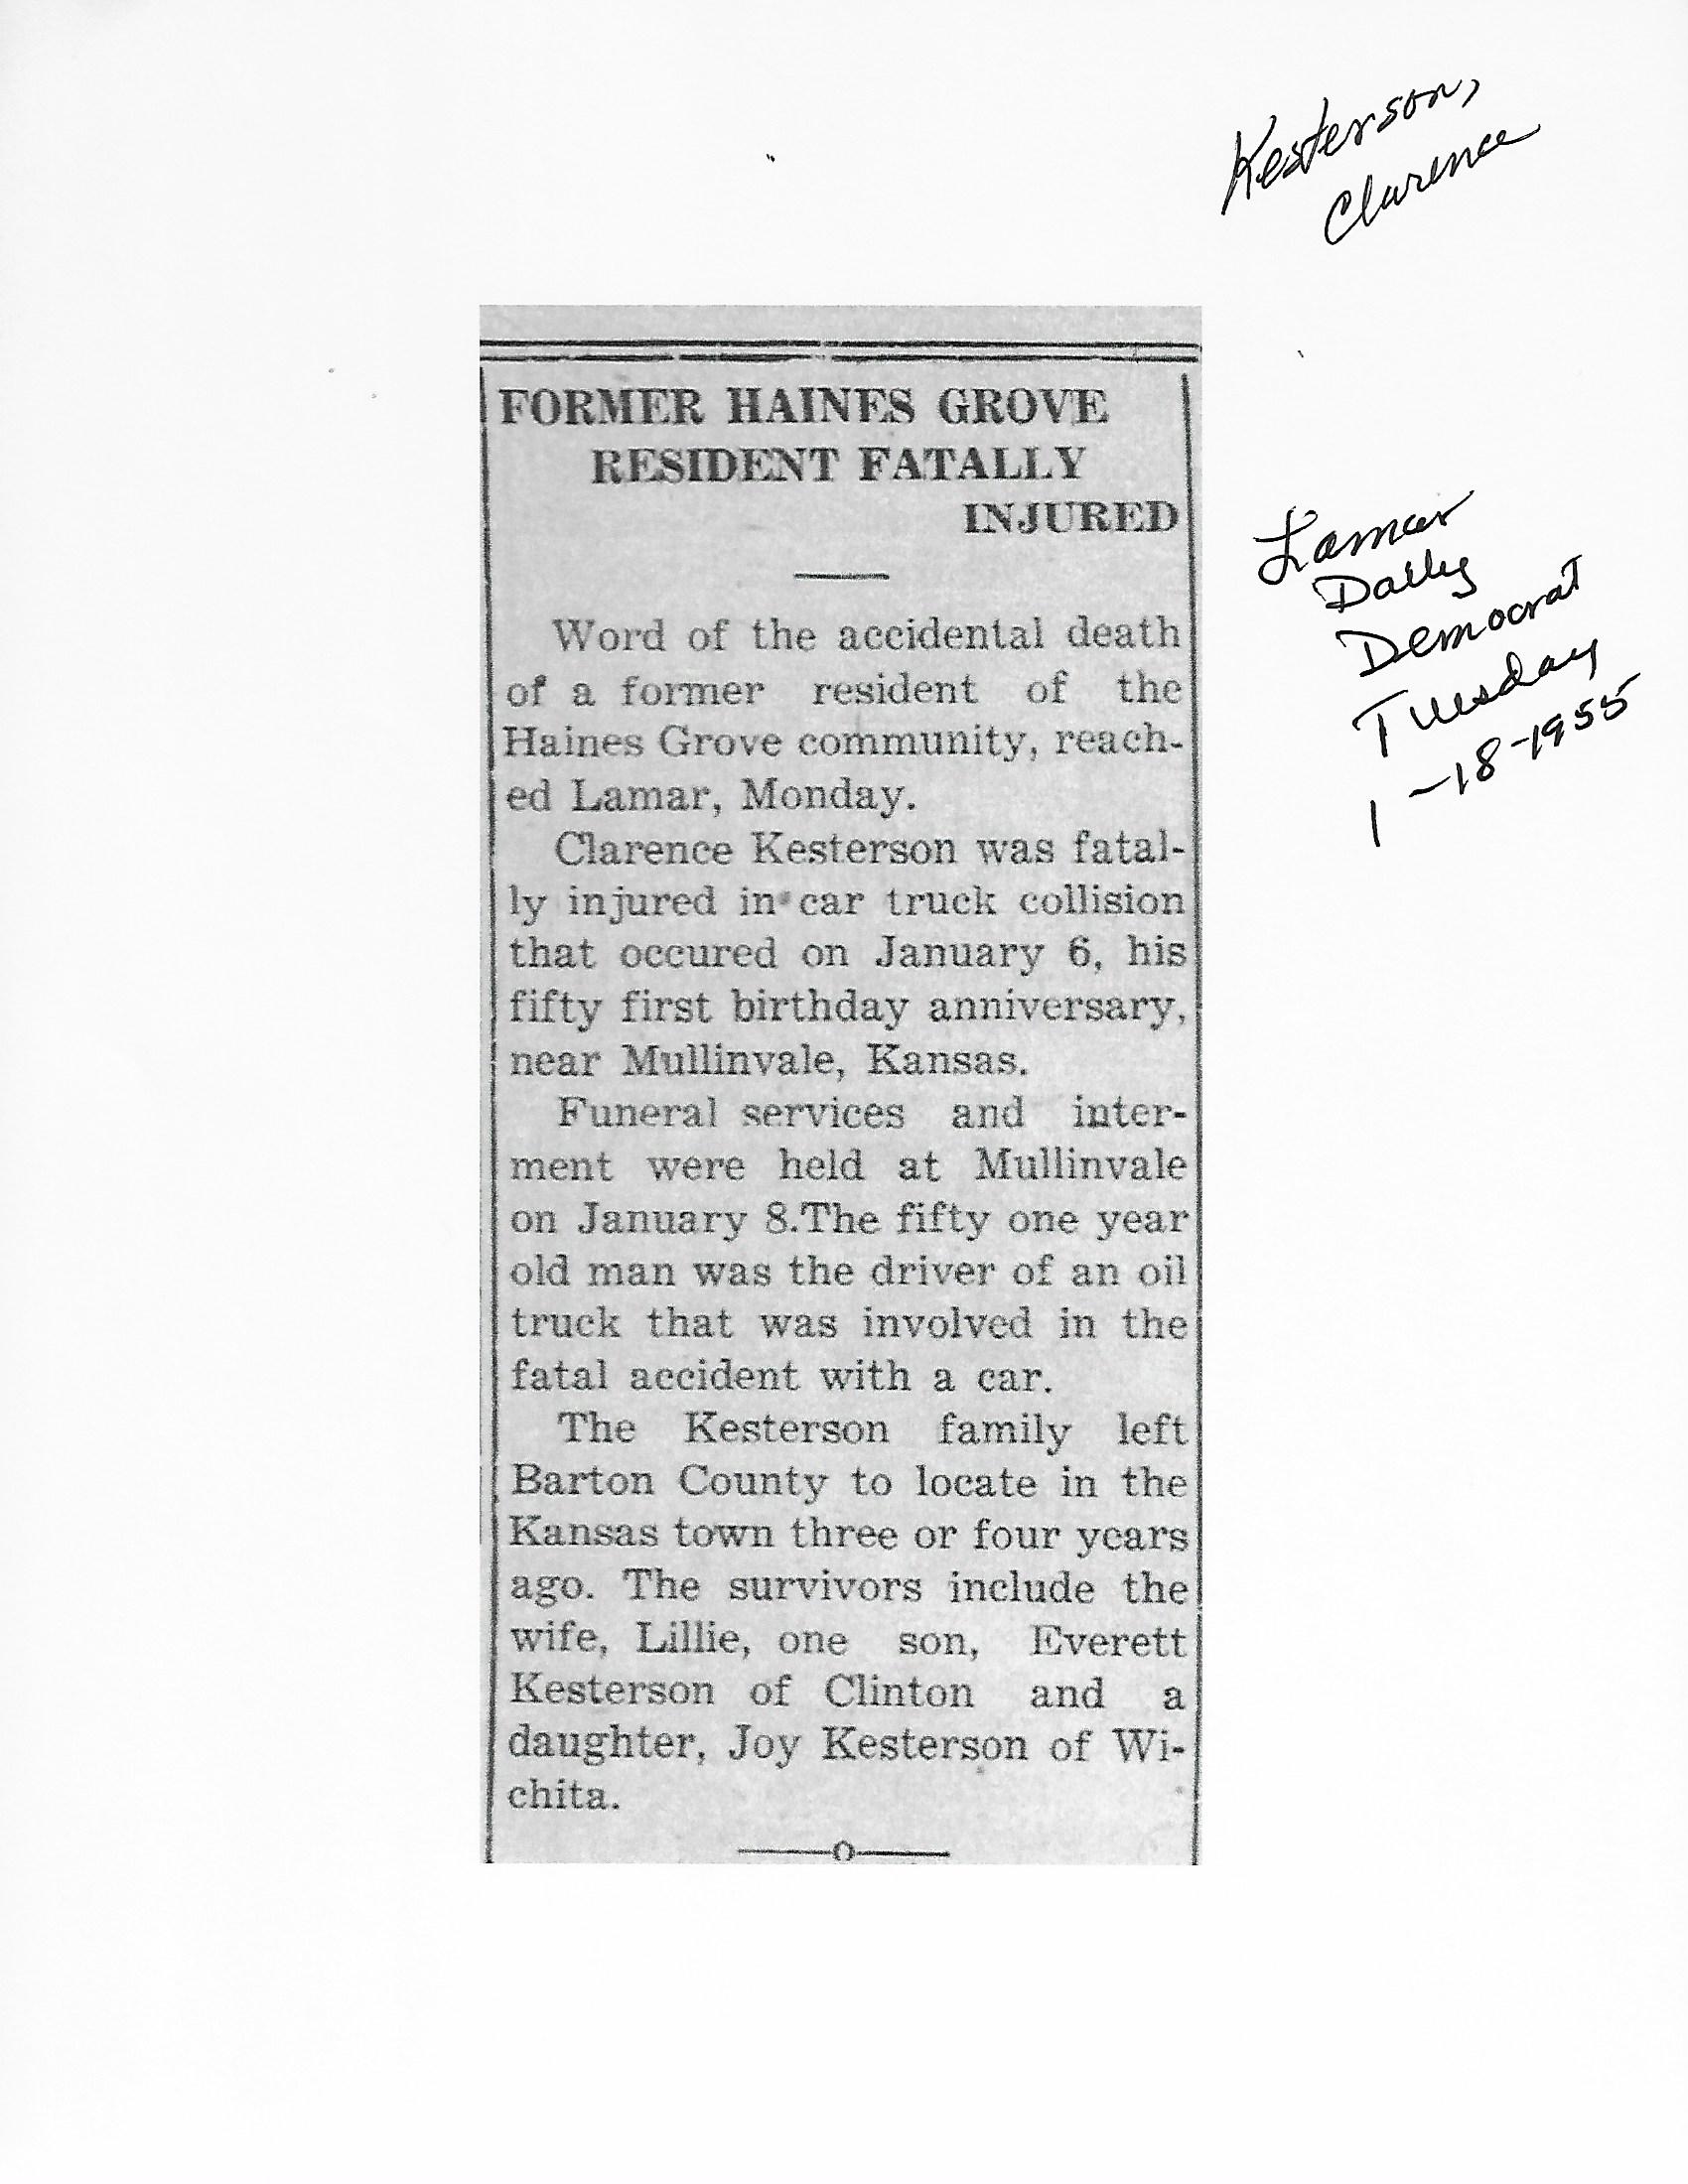 Kesterson,
Clarence
FORMER HAINES GROVE
RESIDENT FATALLY
INJURED
Lamar
Daily
Democrat
Tuesday
1-18-1955
Word of the accidental death
of a former resident of the
Haines Grove community, reach-
ed Lamar, Monday.
Clarence Kesterson was fatal-
ly injured in car truck collision
that occured on January 6, his
fifty first birthday anniversary,
near Mullinvale, Kansas.
Funeral services and inter-
ment were held at Mullinvale
on January 8.The fifty one year
old man was the driver of an oil
truck that was involved in the
fatal accident with a car.
The Kesterson family left
Barton County to locate in the
Kansas town three or four years
ago. The survivors include the
wife, Lillie, one son, Everett
Kesterson of Clinton and a
daughter, Joy Kesterson of Wi-
chita.